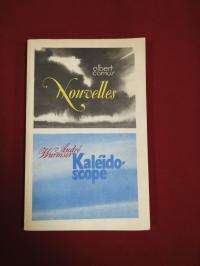 albert
camus
Nouvelles
André
Wurmser
Kaléido-
scope